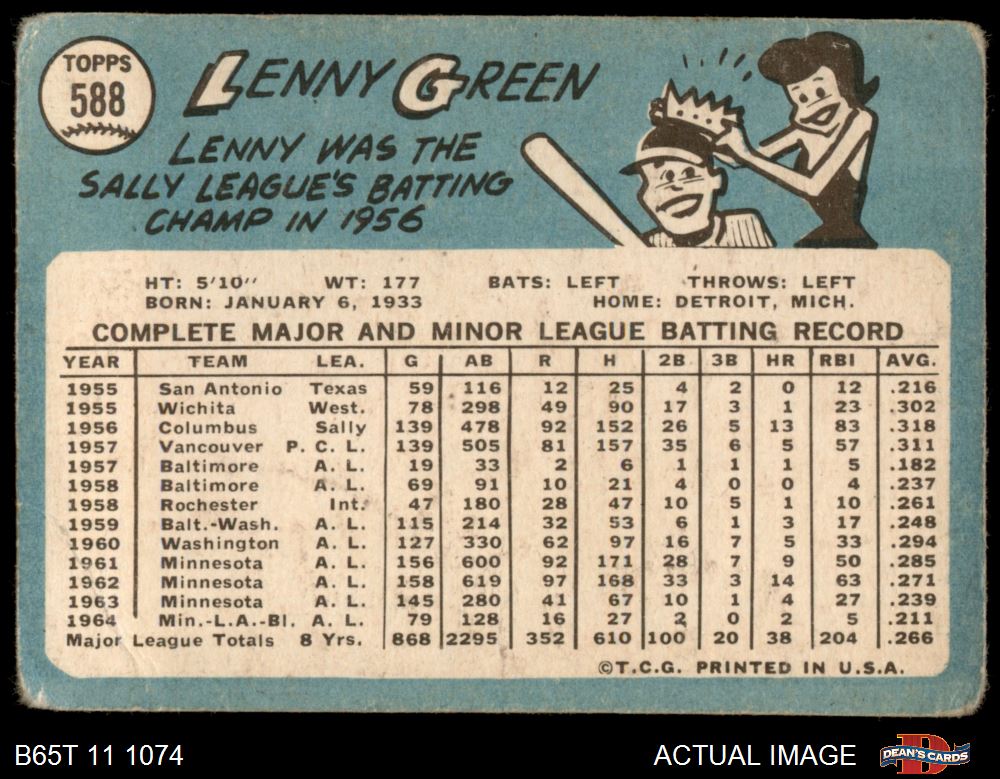 TOPPS
588
LENNY GREEN
LENNY WAS THE
SALLY LEAGUE'S BATTING
CHAMP IN 1956
HT: 5'10" WT: 177 BATS: LEFT THROWS: LEFT
BORN: JANUARY 6, 1933 HOME: DETROIT, MICH.
COMPLETE MAJOR AND MINOR LEAGUE BATTING RECORD
YEAR TEAM LEA. G AB R H 2B 3B HR RBI AVG.
1955 San Antonio Texas 59 116 12 25 4 2 0 12 .216
1955 Wichita West. 78 298 49 90 17 3 1 23 .302
1956 Columbus Sally 139 478 92 152 26 5 13 83 .318
1957 Vancouver P. C. L. 139 505 81 157 35 6 5 57 .311
1957 Baltimore A. L. 19 33 2 6 1 1 1 5 .182
1958 Baltimore A. L. 69 91 10 21 4 0 0 4 .237
1958 Rochester Int. 47 180 28 47 10 5 1 10 .261
1959 Balt.-Wash. A. L. 115 214 32 53 6 1 3 17 .248
1960 Washington A. L. 127 330 62 97 16 7 5 33 .294
1961 Minnesota A. L. 156 600 92 171 28 7 9 50 .285
1962 Minnesota A. L. 158 619 97 168 33 3 14 63 .271
1963 Minnesota A. L. 145 280 41 67 10 1 4 27 .239
1964 Min.-L.A.-Bl. A. L. 79 128 16 27 2 0 2 5 .211
Major League Totals 8 Yrs. 868 2295 352 610 100 20 38 204 .266
©T.C.G. PRINTED IN U.S.A.
B65T 11 1074 ACTUAL IMAGE DEAN'S CARDS